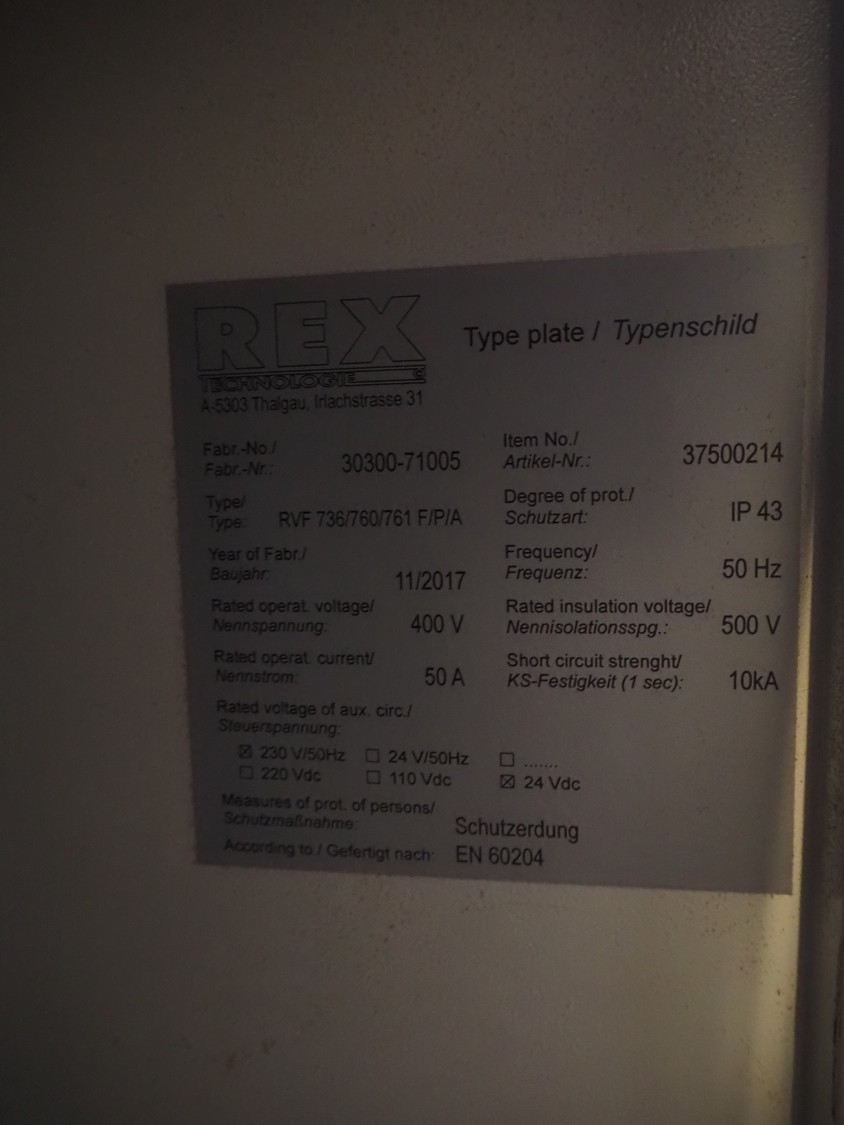 REX
TECHNOLOGIE
Type plate / Typenschild
A-5303 Thalgau, Irlachstrasse 31
Fabr.-No./
Fabr.-Nr.: 30300-71005
Item No./
Artikel-Nr.: 37500214
Type/
Type: RVF 736/760/761 F/P/A
Degree of prot./
Schutzart: IP 43
Year of Fabr./
Baujahr: 11/2017
Frequency/
Frequenz: 50 Hz
Rated operat. voltage/
Nennspannung: 400 V
Rated insulation voltage/
Nennisolationsspg.: 500 V
Rated operat. current/
Nennstrom: 50 A
Short circuit strenght/
KS-Festigkeit (1 sec): 10kA
Rated voltage of aux. circ./
Steuerspannung:
☒ 230 V/50Hz ☐ 24 V/50Hz ☐ .......
☐ 220 Vdc ☐ 110 Vdc ☒ 24 Vdc
Measures of prot. of persons/
Schutzmaßnahme: Schutzerdung
According to / Gefertigt nach: EN 60204